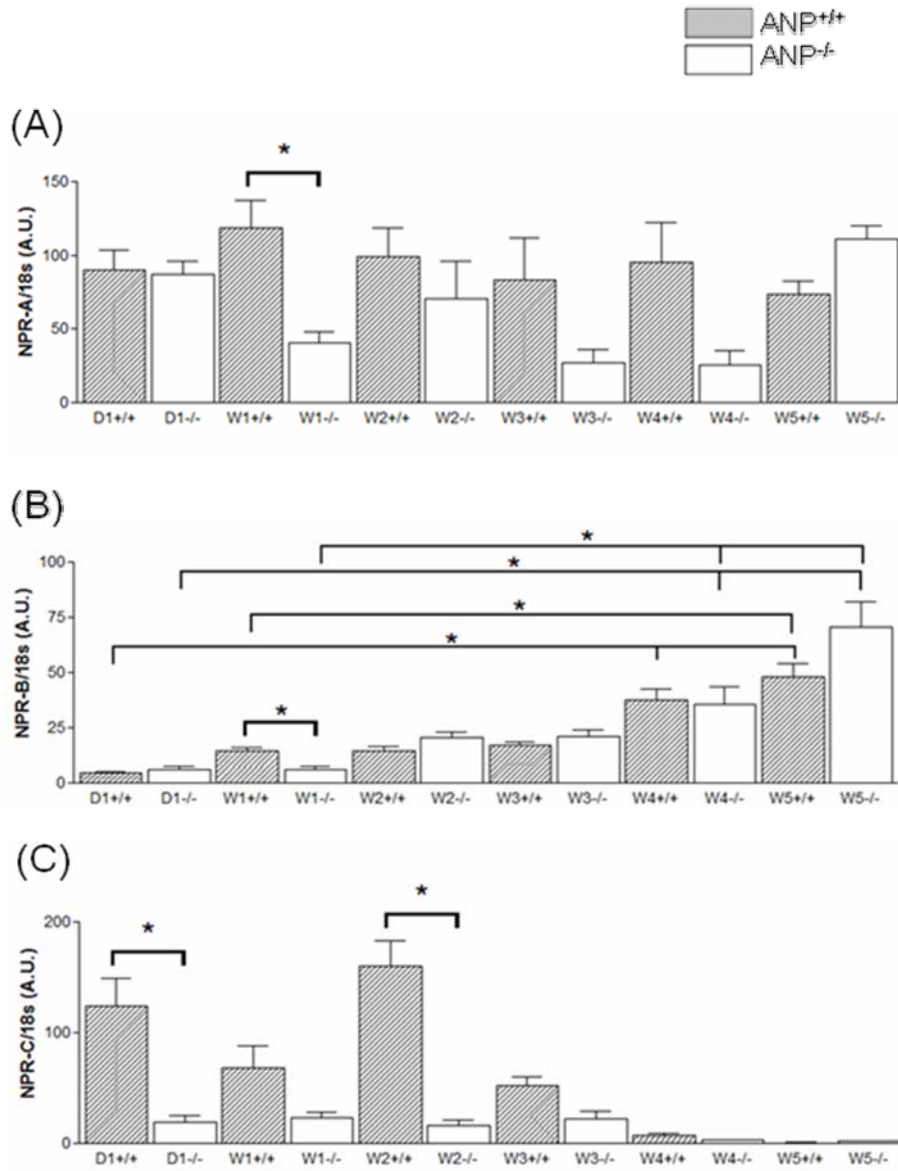 ANP+/+
ANP-/-
(A)
*
NPR-A/18s (A.U.)
150
100
50
0
D1+/+ D1-/- W1+/+ W1-/- W2+/+ W2-/- W3+/+ W3-/- W4+/+ W4-/- W5+/+ W5-/-
(B)
*
*
*
*
*
NPR-B/18s (A.U.)
100
75
50
25
0
D1+/+ D1-/- W1+/+ W1-/- W2+/+ W2-/- W3+/+ W3-/- W4+/+ W4-/- W5+/+ W5-/-
(C)
*
*
NPR-C/18s (A.U.)
200
100
0
D1+/+ D1-/- W1+/+ W1-/- W2+/+ W2-/- W3+/+ W3-/- W4+/+ W4-/- W5+/+ W5-/-